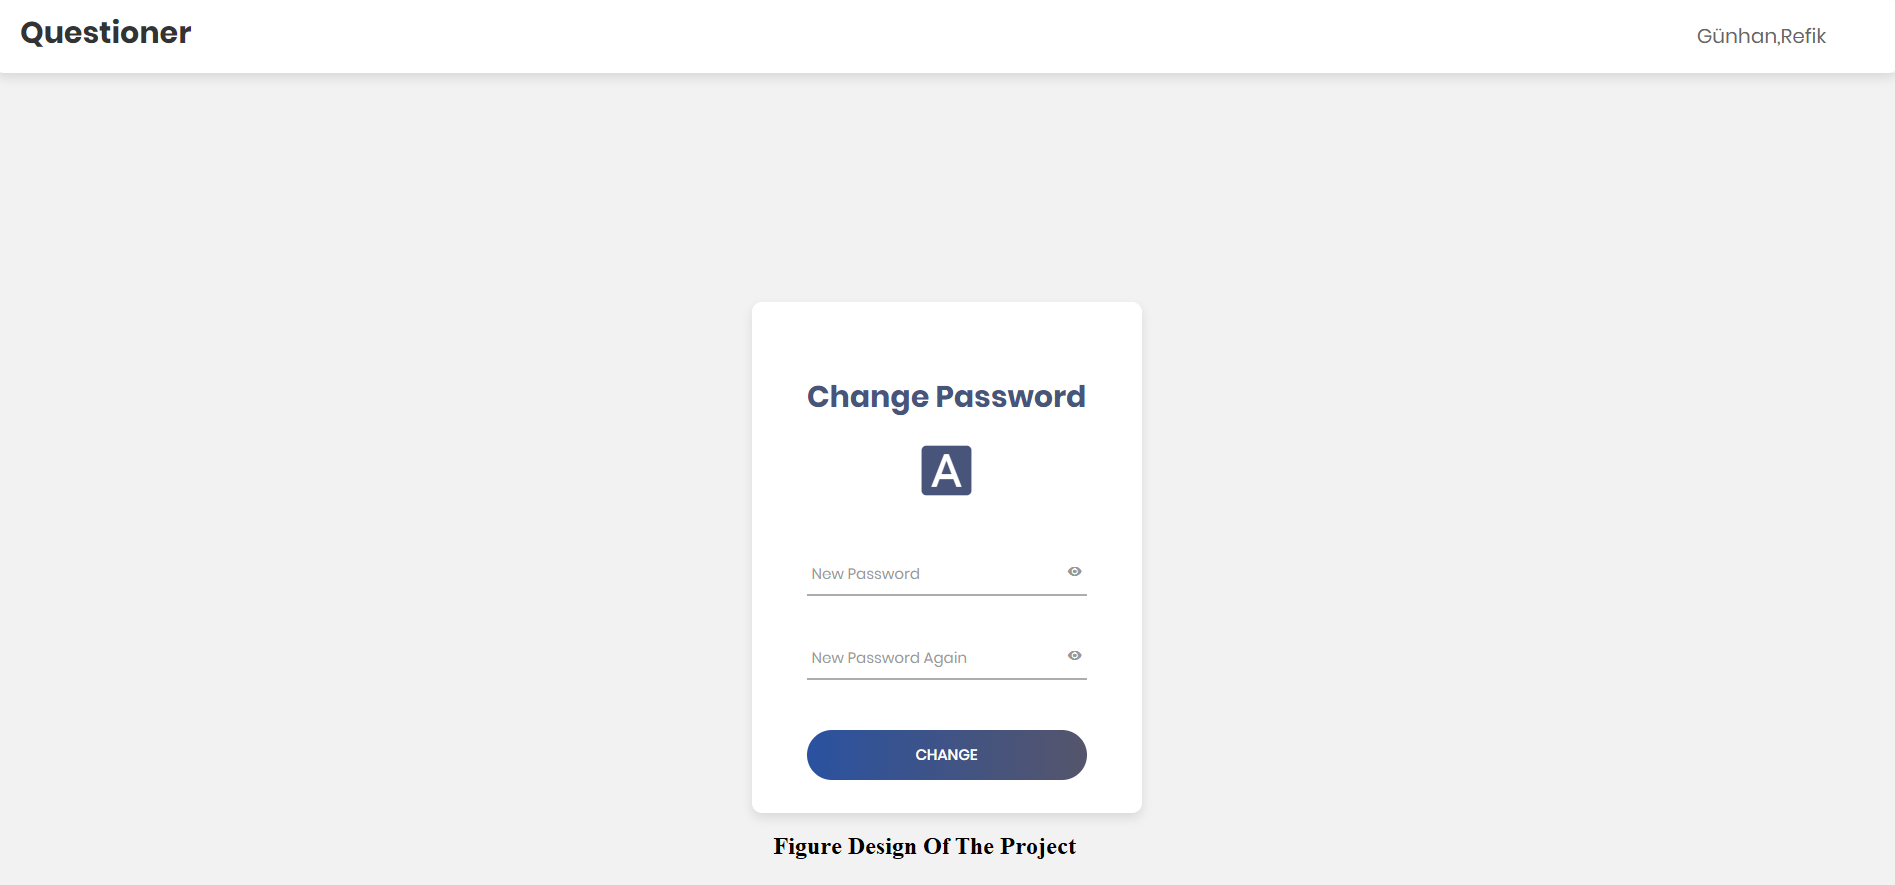 Questioner
Günhan,Refik
Change Password
A
New Password
New Password Again
CHANGE
Figure Design Of The Project